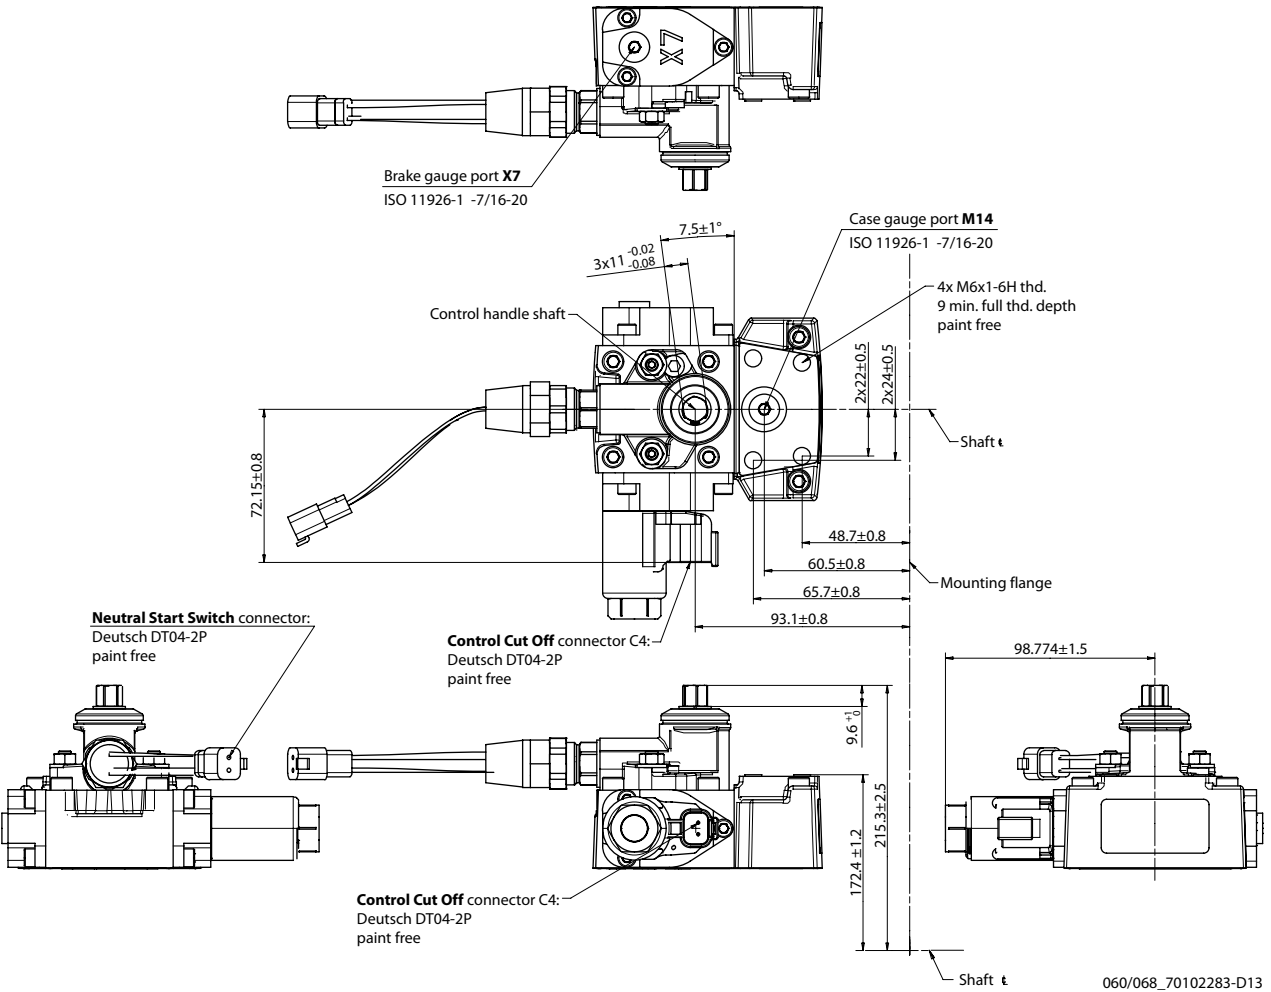 X7
Brake gauge port X7
ISO 11926-1 -7/16-20
Case gauge port M14
ISO 11926-1 -7/16-20
7.5±1°
3x11 -0.02 -0.08
4x M6x1-6H thd.
9 min. full thd. depth
paint free
Control handle shaft
2x22±0.5
2x24±0.5
Shaft ℄
72.15±0.8
48.7±0.8
60.5±0.8
Mounting flange
65.7±0.8
93.1±0.8
Neutral Start Switch connector:
Deutsch DT04-2P
paint free
Control Cut Off connector C4:
Deutsch DT04-2P
paint free
98.774±1.5
9.6 +1 0
215.3±2.5
172.4 ±1.2
Control Cut Off connector C4:
Deutsch DT04-2P
paint free
Shaft ℄
060/068_70102283-D13